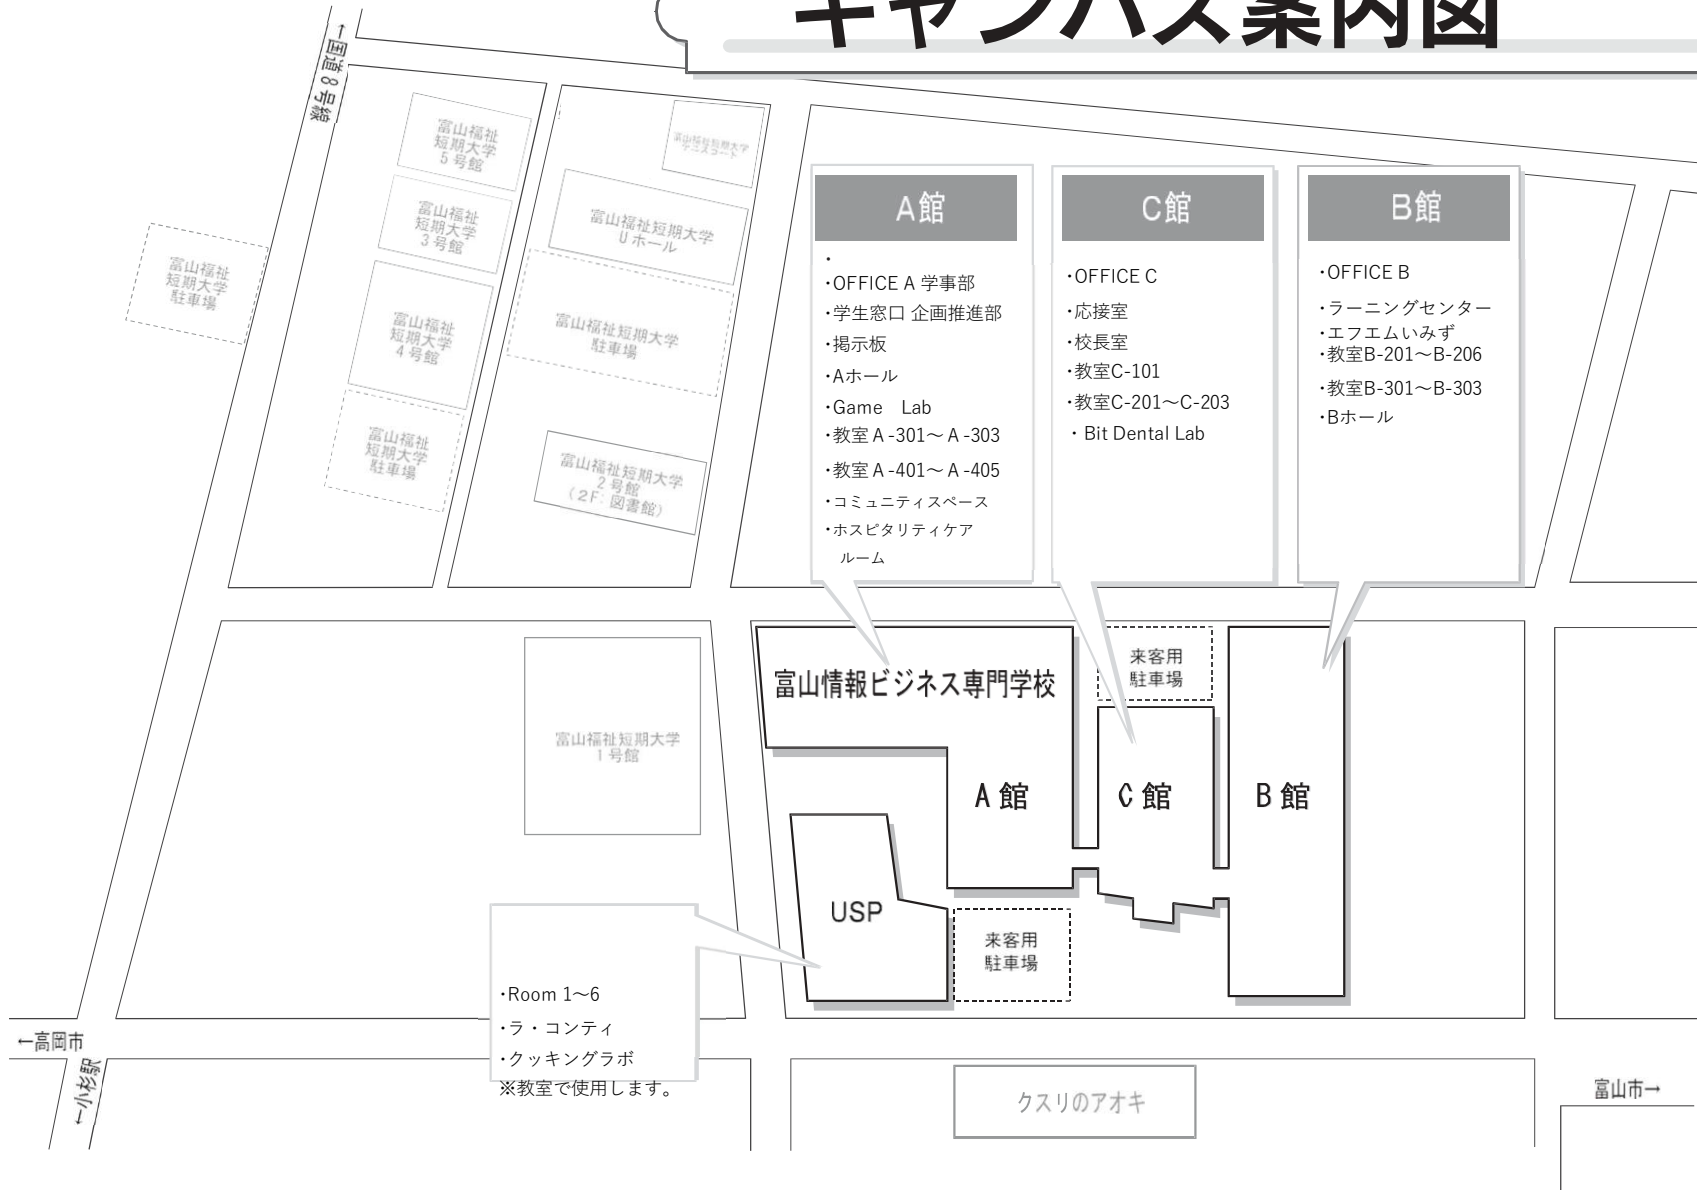 キャンパス案内図
←国道8号線
富山福祉
短期大学
5号館
富山福祉短期大学
テニスコート
富山福祉
短期大学
3号館
富山福祉短期大学
Uホール
富山福祉
短期大学
駐車場
富山福祉
短期大学
4号館
富山福祉短期大学
駐車場
富山福祉
短期大学
駐車場
富山福祉短期大学
2号館
(2F: 図書館)
A館
・
・OFFICE A 学事部
・学生窓口 企画推進部
・掲示板
・Aホール
・Game Lab
・教室A-301～A-303
・教室A-401～A-405
・コミュニティスペース
・ホスピタリティケア
ルーム
C館
・OFFICE C
・応接室
・校長室
・教室C-101
・教室C-201～C-203
・Bit Dental Lab
B館
・OFFICE B
・ラーニングセンター
・エフエムいみず
・教室B-201～B-206
・教室B-301～B-303
・Bホール
富山情報ビジネス専門学校
来客用
駐車場
富山福祉短期大学
1号館
A館
C館
B館
USP
来客用
駐車場
・Room 1～6
・ラ・コンティ
・クッキングラボ
※教室で使用します。
←高岡市
←小杉駅
クスリのアオキ
富山市→